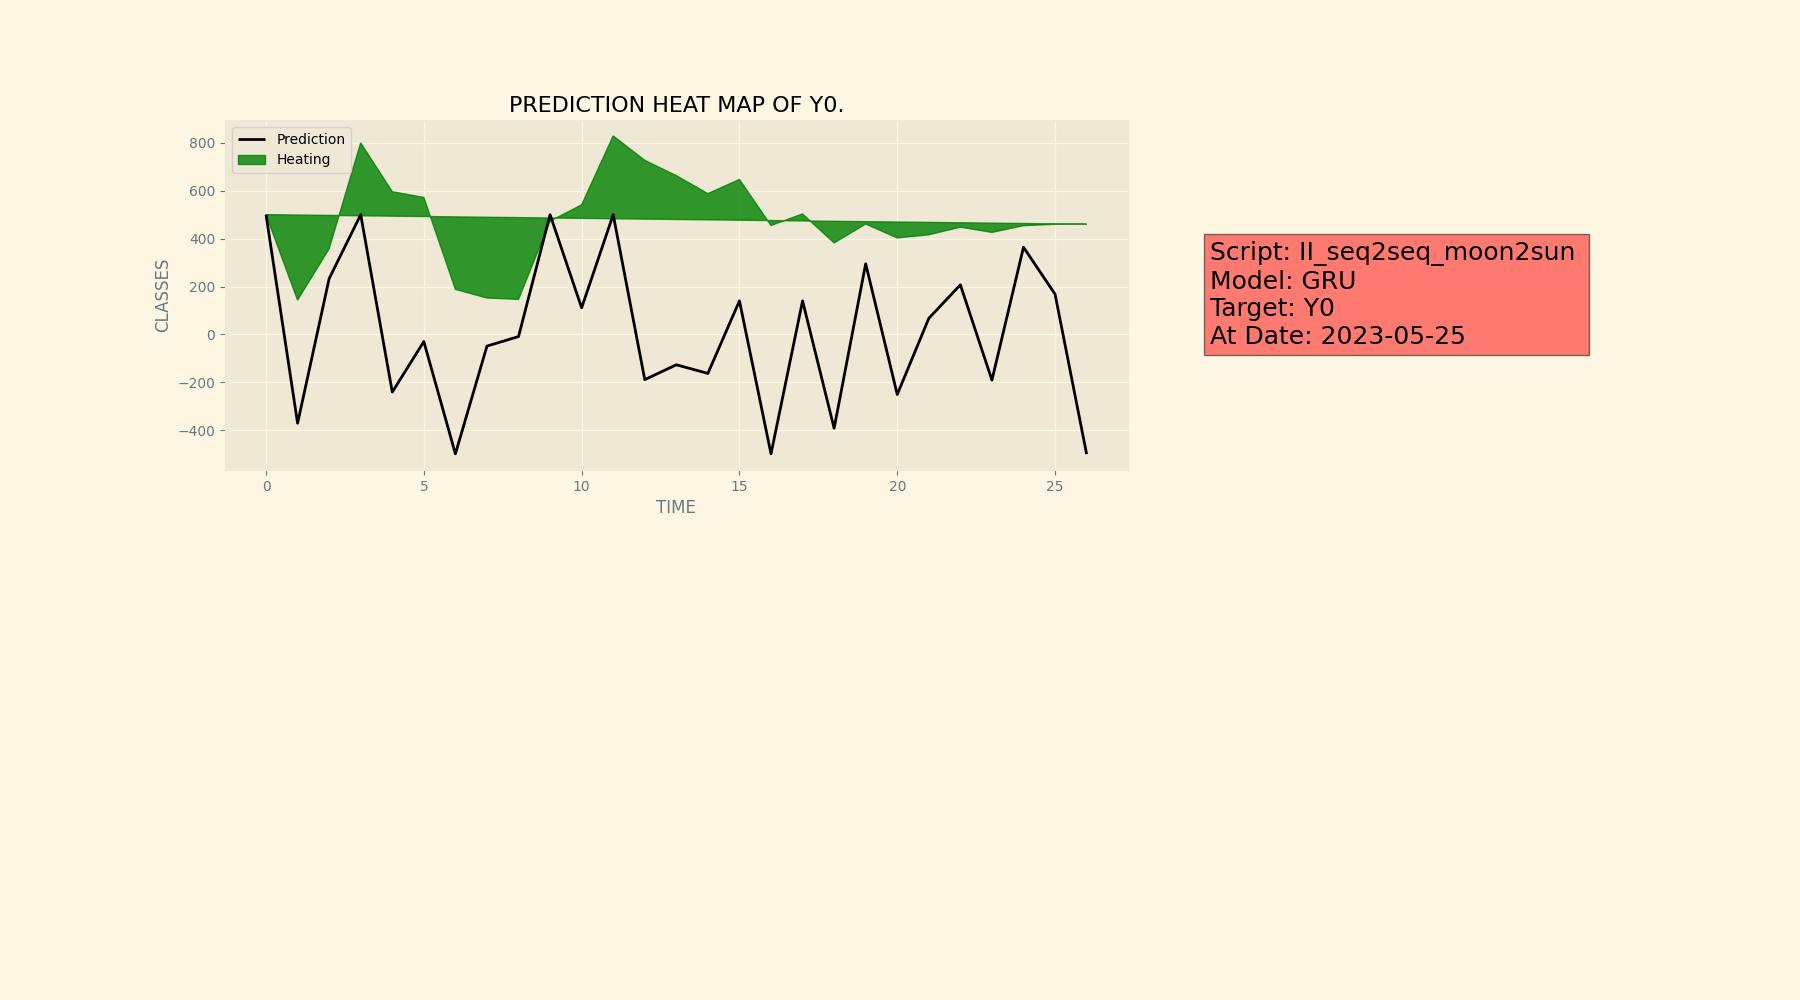 PREDICTION HEAT MAP OF Y0.
Prediction
Heating
800
600
400
200
0
−200
−400
CLASSES
0 5 10 15 20 25
TIME
Script: II_seq2seq_moon2sun
Model: GRU
Target: Y0
At Date: 2023-05-25